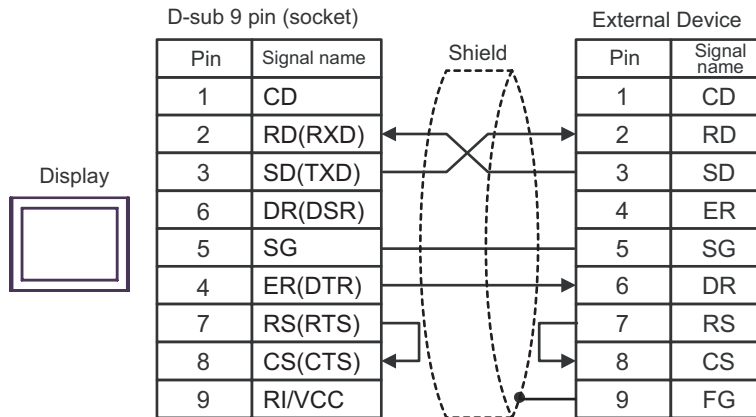 D-sub 9 pin (socket)
External Device
Shield
Pin Signal name
Pin Signal name
1 CD
1 CD
2 RD(RXD)
2 RD
3 SD(TXD)
3 SD
Display
6 DR(DSR)
4 ER
5 SG
5 SG
4 ER(DTR)
6 DR
7 RS(RTS)
7 RS
8 CS(CTS)
8 CS
9 RI/VCC
9 FG